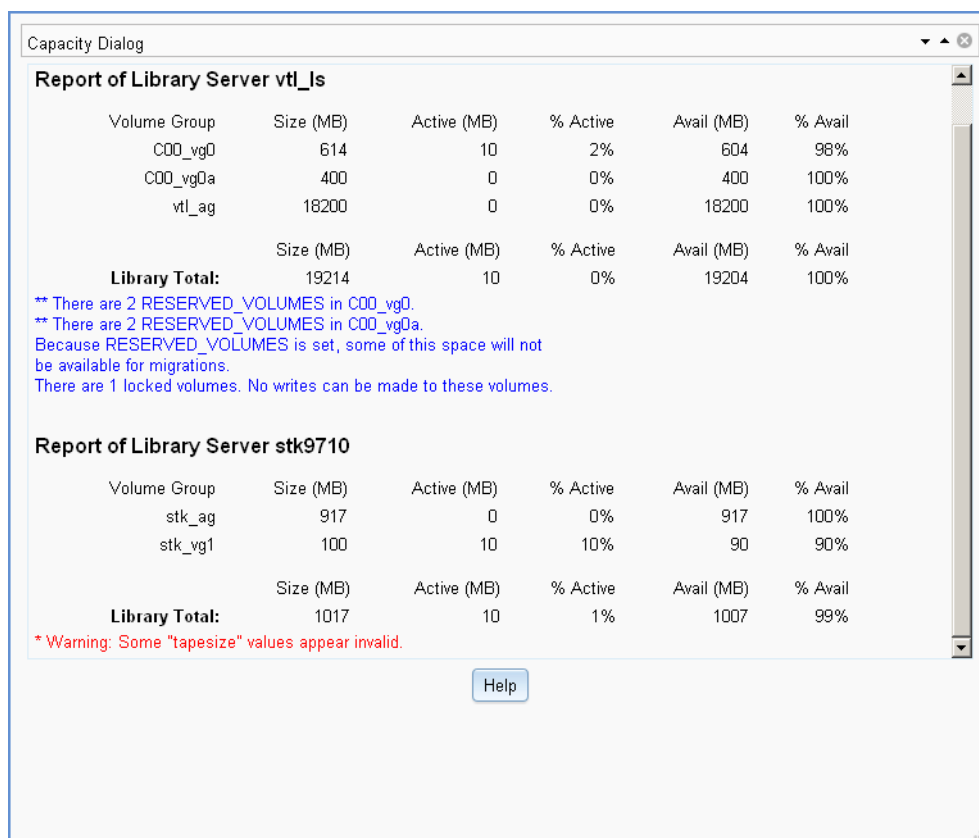 Capacity Dialog
Report of Library Server vtl_ls
Volume Group Size (MB) Active (MB) % Active Avail (MB) % Avail
C00_vg0 614 10 2% 604 98%
C00_vg0a 400 0 0% 400 100%
vtl_ag 18200 0 0% 18200 100%
Size (MB) Active (MB) % Active Avail (MB) % Avail
Library Total: 19214 10 0% 19204 100%
** There are 2 RESERVED_VOLUMES in C00_vg0.
** There are 2 RESERVED_VOLUMES in C00_vg0a.
Because RESERVED_VOLUMES is set, some of this space will not
be available for migrations.
There are 1 locked volumes. No writes can be made to these volumes.
Report of Library Server stk9710
Volume Group Size (MB) Active (MB) % Active Avail (MB) % Avail
stk_ag 917 0 0% 917 100%
stk_vg1 100 10 10% 90 90%
Size (MB) Active (MB) % Active Avail (MB) % Avail
Library Total: 1017 10 1% 1007 99%
* Warning: Some "tapesize" values appear invalid.
Help